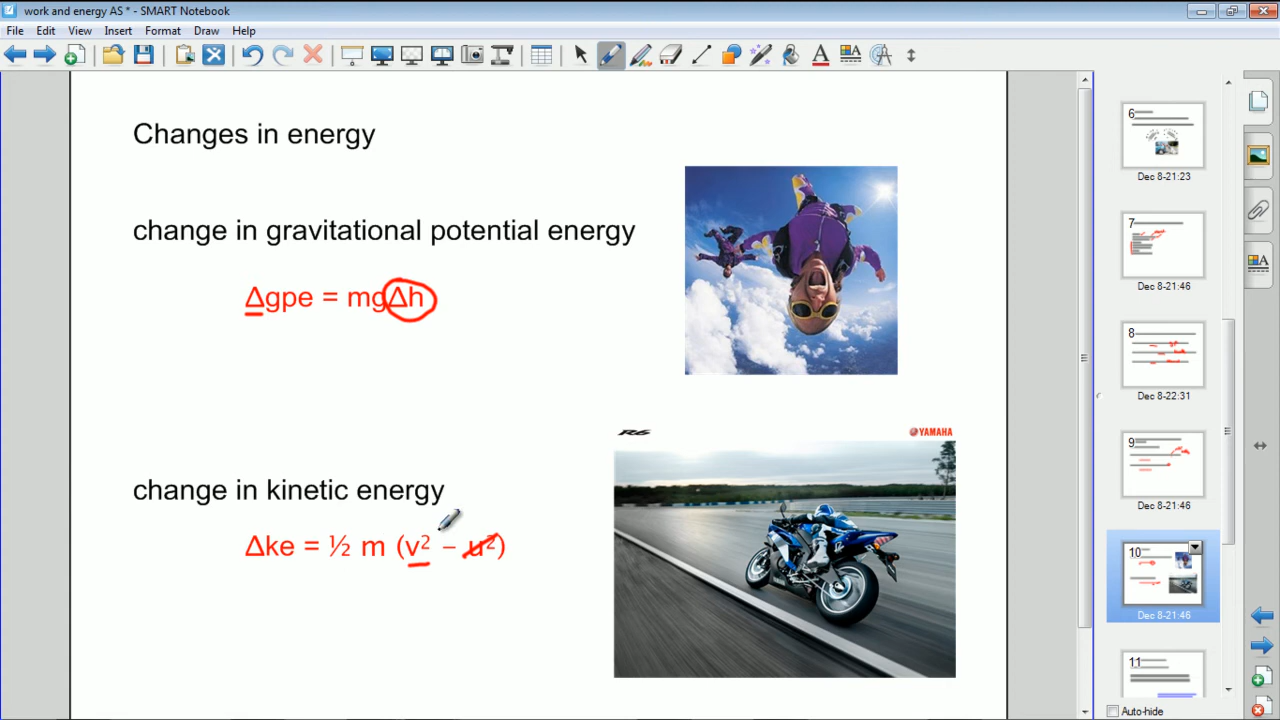 work and energy AS * - SMART Notebook
File Edit View Insert Format Draw Help
Changes in energy
change in gravitational potential energy
Δgpe = mgΔh
R6
YAMAHA
change in kinetic energy
Δke = ½ m (v² – u²)
6
Dec 8-21:23
7
Dec 8-21:46
8
Dec 8-22:31
9
Dec 8-21:46
10
Dec 8-21:46
11
Auto-hide